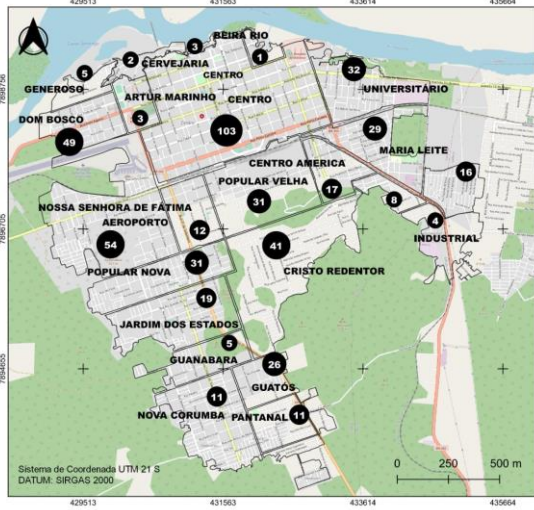 429513 431563 433614 435664
BEIRA RIO
3
2
1
CERVEJARIA
5
CENTRO
32
GENEROSO
UNIVERSITÁRIO
7898756
7898756
ARTUR MARINHO
CENTRO
DOM BOSCO
3
103
29
49
CENTRO AMERICA
MARIA LEITE
POPULAR VELHA
16
17
NOSSA SENHORA DE FÁTIMA
31
8
AEROPORTO
4
7896705
7896705
54
12
41
INDUSTRIAL
POPULAR NOVA
31
CRISTO REDENTOR
19
JARDIM DOS ESTADOS
5
GUANABARA
26
7894655
7894655
GUATÓS
11
NOVA CORUMBA
PANTANAL
11
Sistema de Coordenada UTM 21 S
DATUM: SIRGAS 2000
0 250 500 m
429513 431563 433614 435664